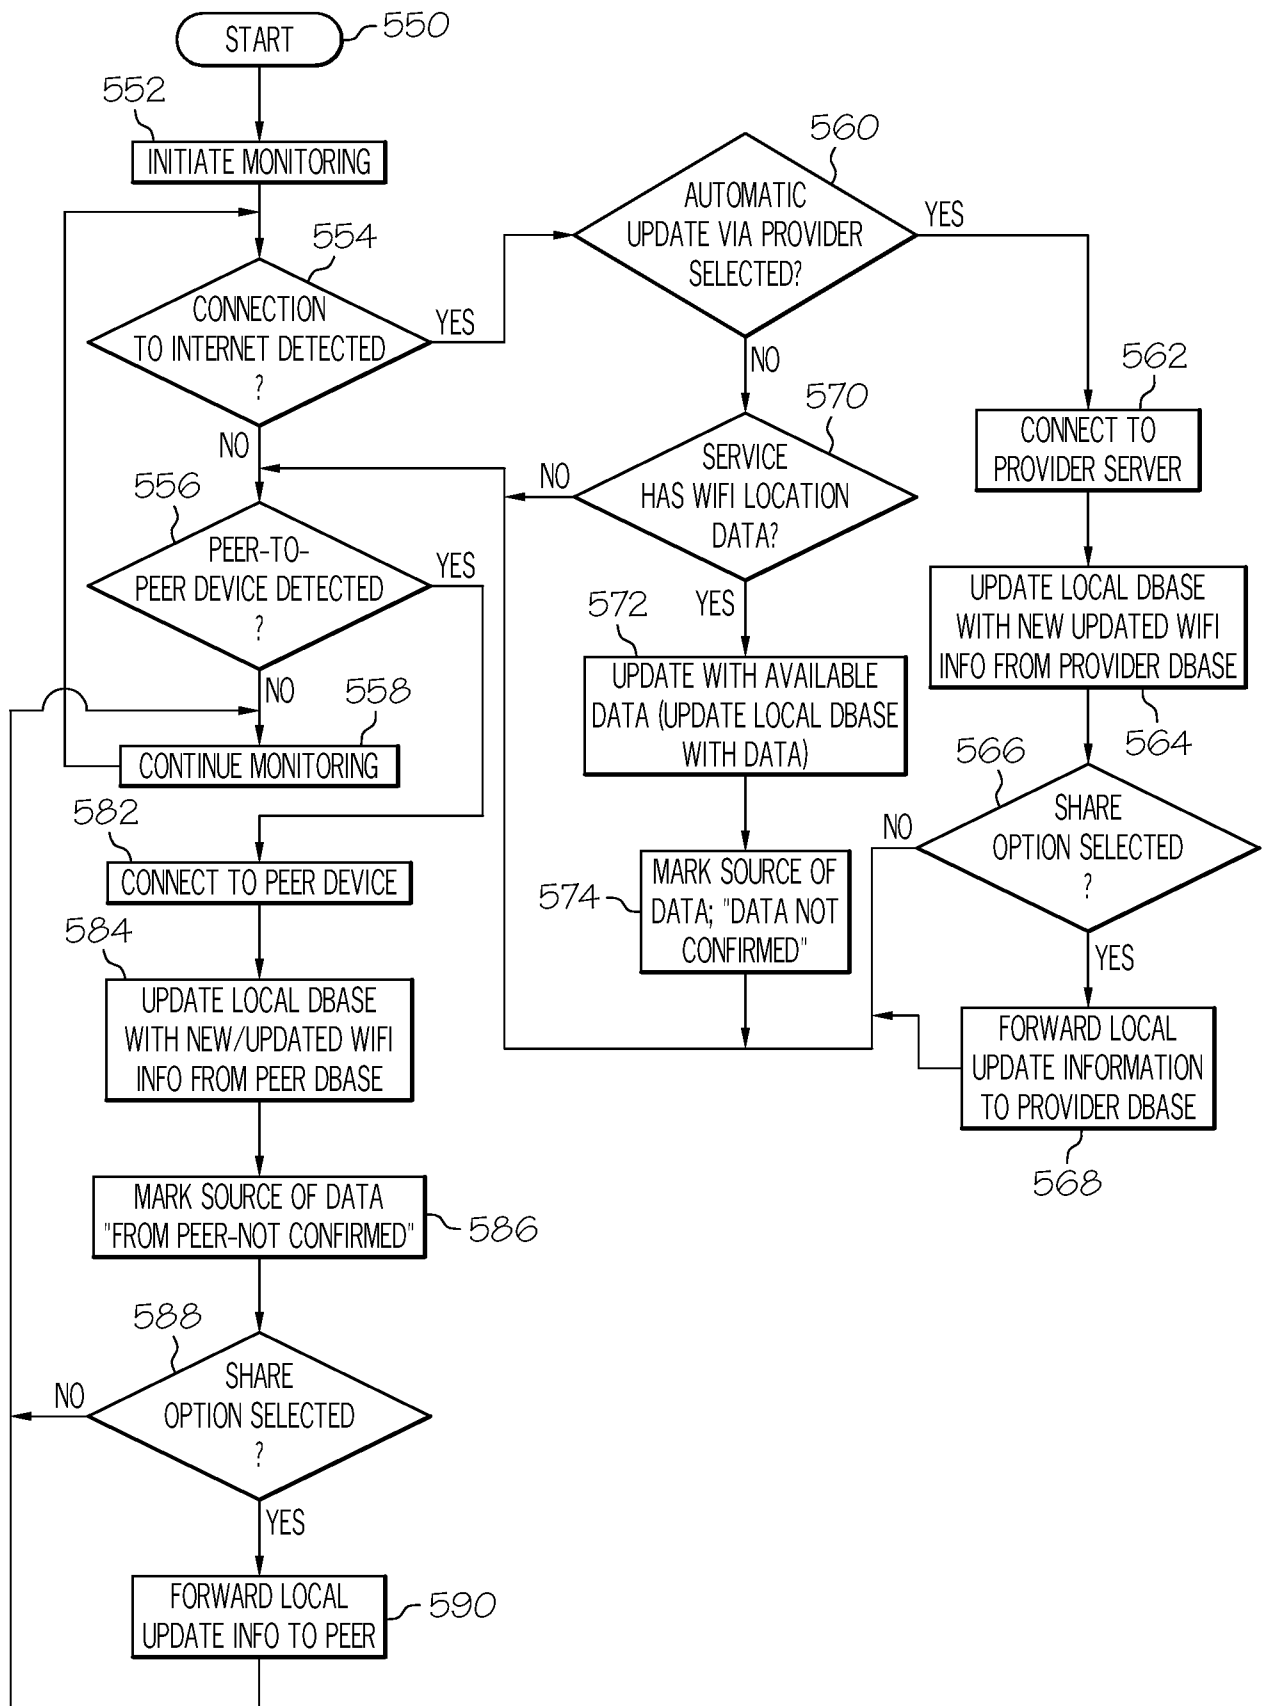 START
550
552
INITIATE MONITORING
554
CONNECTION
TO INTERNET DETECTED
?
YES
NO
556
PEER-TO-
PEER DEVICE DETECTED
?
YES
NO
558
CONTINUE MONITORING
560
AUTOMATIC
UPDATE VIA PROVIDER
SELECTED?
YES
NO
562
CONNECT TO
PROVIDER SERVER
UPDATE LOCAL DBASE
WITH NEW UPDATED WIFI
INFO FROM PROVIDER DBASE
564
566
SHARE
OPTION SELECTED
?
NO
YES
FORWARD LOCAL
UPDATE INFORMATION
TO PROVIDER DBASE
568
570
SERVICE
HAS WIFI LOCATION
DATA?
NO
YES
572
UPDATE WITH AVAILABLE
DATA (UPDATE LOCAL DBASE
WITH DATA)
574
MARK SOURCE OF
DATA; "DATA NOT
CONFIRMED"
582
CONNECT TO PEER DEVICE
584
UPDATE LOCAL DBASE
WITH NEW/UPDATED WIFI
INFO FROM PEER DBASE
MARK SOURCE OF DATA
"FROM PEER-NOT CONFIRMED"
586
588
SHARE
OPTION SELECTED
?
NO
YES
FORWARD LOCAL
UPDATE INFO TO PEER
590